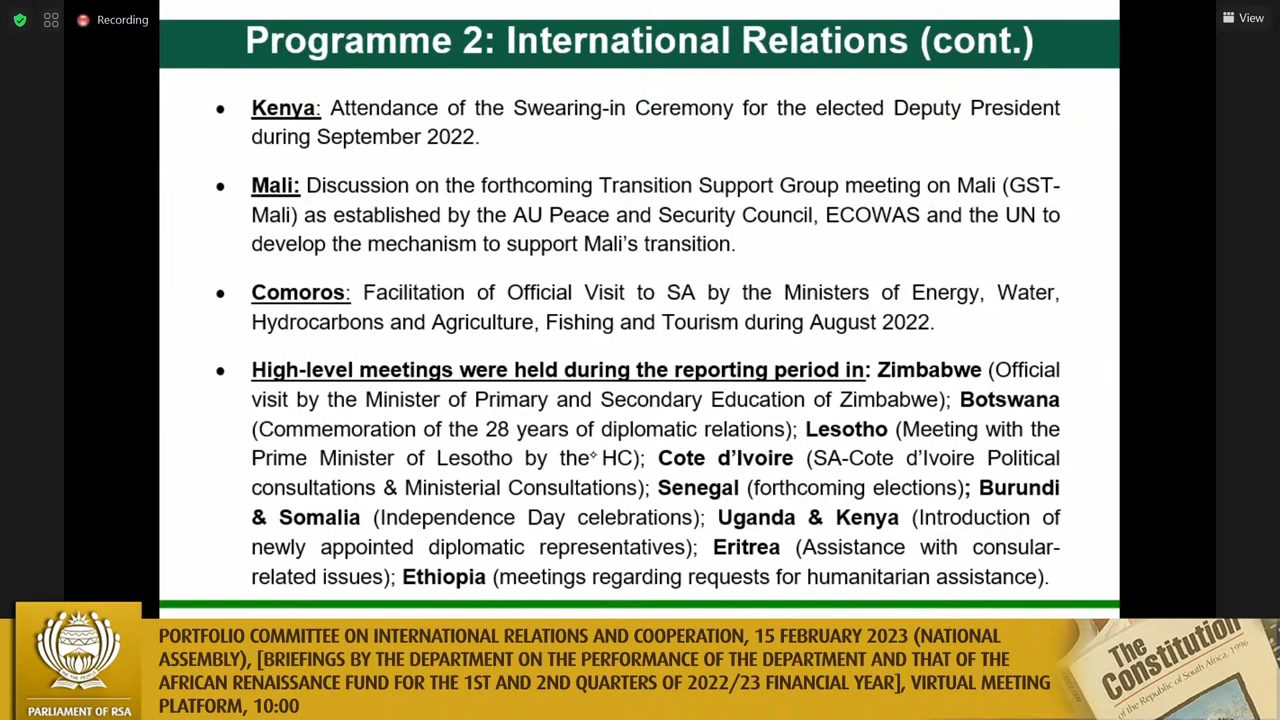 Recording
View
Programme 2: International Relations (cont.)
• Kenya: Attendance of the Swearing-in Ceremony for the elected Deputy President
during September 2022.
• Mali: Discussion on the forthcoming Transition Support Group meeting on Mali (GST-
Mali) as established by the AU Peace and Security Council, ECOWAS and the UN to
develop the mechanism to support Mali's transition.
• Comoros: Facilitation of Official Visit to SA by the Ministers of Energy, Water,
Hydrocarbons and Agriculture, Fishing and Tourism during August 2022.
• High-level meetings were held during the reporting period in: Zimbabwe (Official
visit by the Minister of Primary and Secondary Education of Zimbabwe); Botswana
(Commemoration of the 28 years of diplomatic relations); Lesotho (Meeting with the
Prime Minister of Lesotho by the HC); Cote d'Ivoire (SA-Cote d'Ivoire Political
consultations & Ministerial Consultations); Senegal (forthcoming elections); Burundi
& Somalia (Independence Day celebrations); Uganda & Kenya (Introduction of
newly appointed diplomatic representatives); Eritrea (Assistance with consular-
related issues); Ethiopia (meetings regarding requests for humanitarian assistance).
PORTFOLIO COMMITTEE ON INTERNATIONAL RELATIONS AND COOPERATION, 15 FEBRUARY 2023 (NATIONAL
ASSEMBLY), [BRIEFINGS BY THE DEPARTMENT ON THE PERFORMANCE OF THE DEPARTMENT AND THAT OF THE
AFRICAN RENAISSANCE FUND FOR THE 1ST AND 2ND QUARTERS OF 2022/23 FINANCIAL YEAR], VIRTUAL MEETING
PLATFORM, 10:00
PARLIAMENT OF RSA
The
Constitution
of the Republic of South Africa, 1996